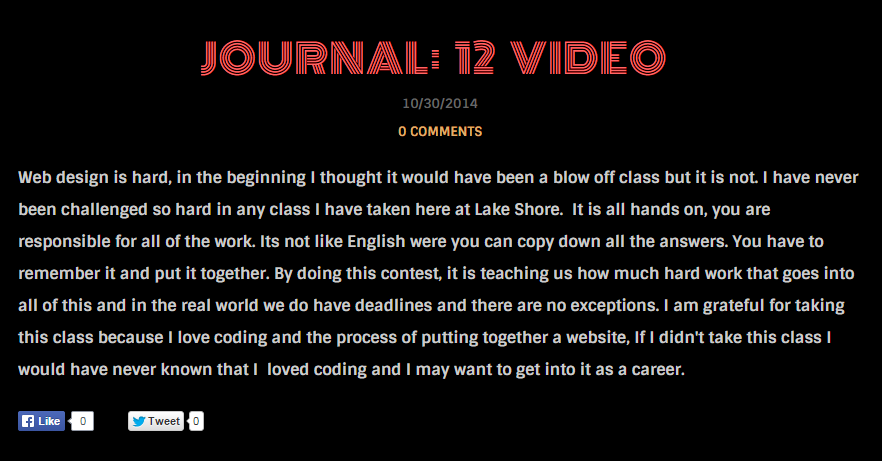 JOURNAL: 12 VIDEO
10/30/2014
0 COMMENTS
Web design is hard, in the beginning I thought it would have been a blow off class but it is not. I have never
been challenged so hard in any class I have taken here at Lake Shore.  It is all hands on, you are
responsible for all of the work. Its not like English were you can copy down all the answers. You have to
remember it and put it together. By doing this contest, it is teaching us how much hard work that goes into
all of this and in the real world we do have deadlines and there are no exceptions. I am grateful for taking
this class because I love coding and the process of putting together a website, If I didn't take this class I
would have never known that I  loved coding and I may want to get into it as a career.
Like 0 Tweet 0